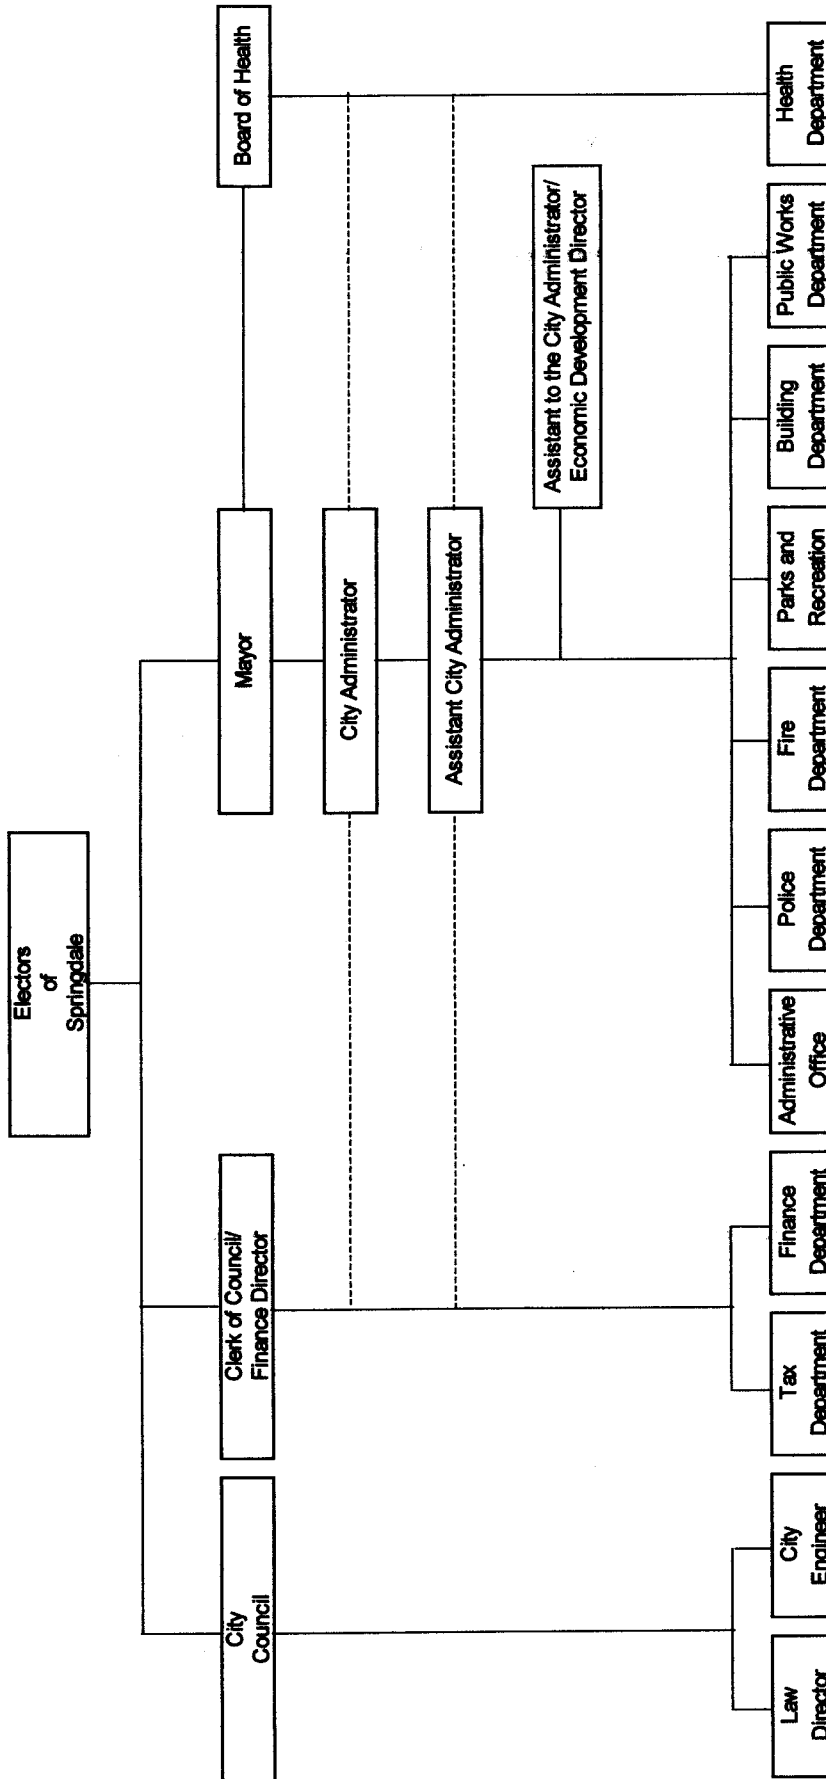 Electors
of
Springdale
City
Council
Clerk of Council/
Finance Director
Mayor
Board of Health
City Administrator
Assistant City Administrator
Assistant to the City Administrator/
Economic Development Director
Law
Director
City
Engineer
Tax
Department
Finance
Department
Administrative
Office
Police
Department
Fire
Department
Parks and
Recreation
Building
Department
Public Works
Department
Health
Department